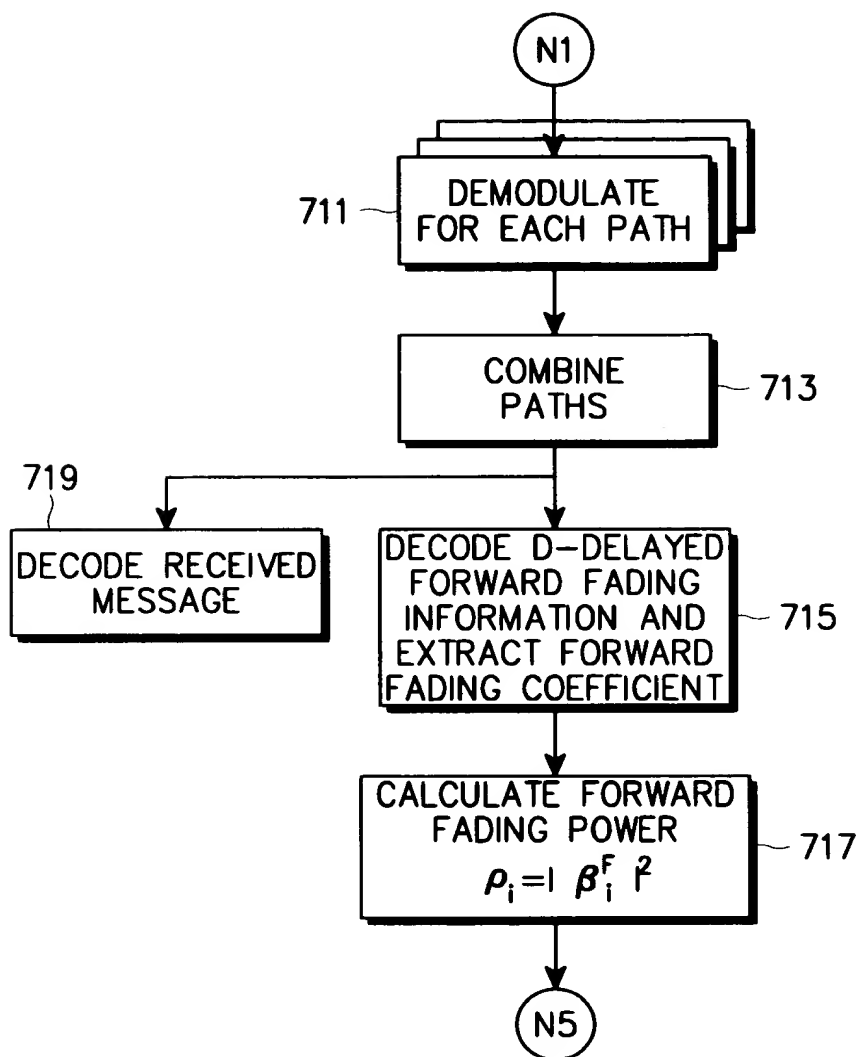 N1
711
DEMODULATE
FOR EACH PATH
COMBINE
PATHS
713
719
DECODE RECEIVED
MESSAGE
DECODE D-DELAYED
FORWARD FADING
INFORMATION AND
EXTRACT FORWARD
FADING COEFFICIENT
715
CALCULATE FORWARD
FADING POWER
ρᵢ=| βᵢᶠ |²
717
N5